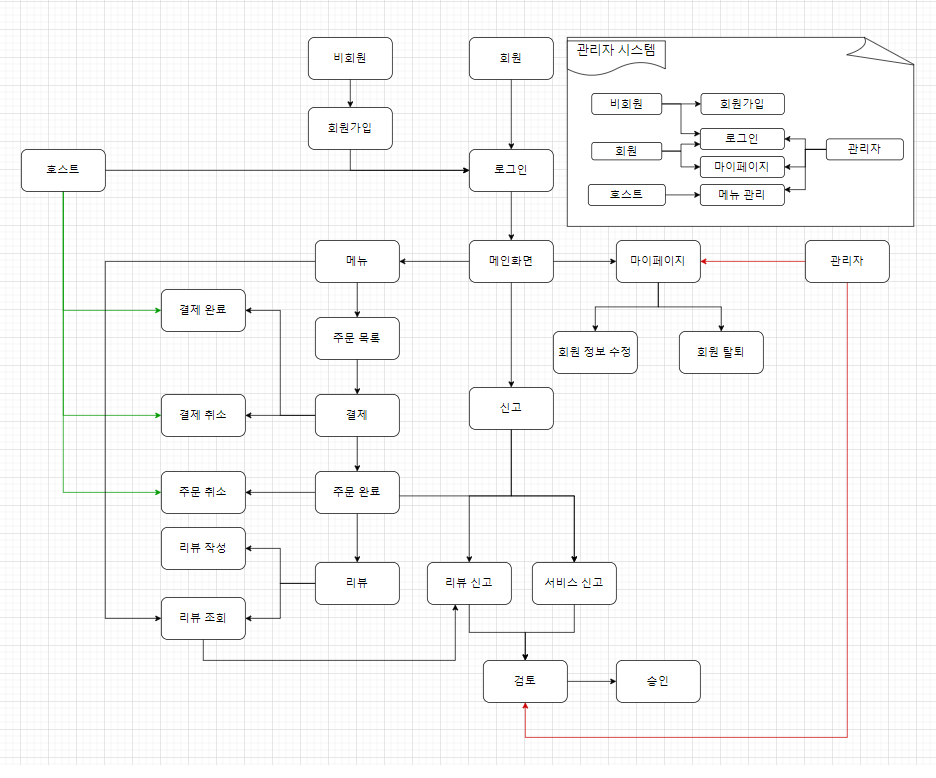 비회원
회원
관리자 시스템
비회원
회원가입
회원가입
로그인
관리자
회원
호스트
로그인
마이페이지
호스트
메뉴 관리
메뉴
메인화면
마이페이지
관리자
결제 완료
주문 목록
회원 정보 수정
회원 탈퇴
결제 취소
결제
신고
주문 취소
주문 완료
리뷰 작성
리뷰
리뷰 신고
서비스 신고
리뷰 조회
검토
승인